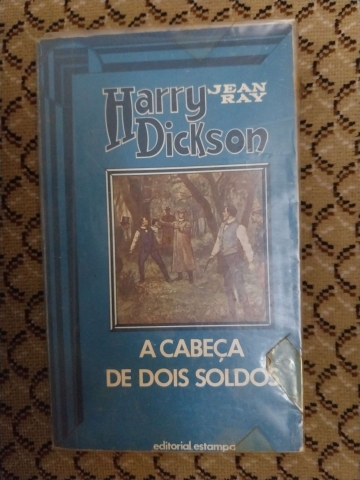 Harry JEAN
RAY
Dickson
A CABEÇA
DE DOIS SOLDOS
editorial estampa